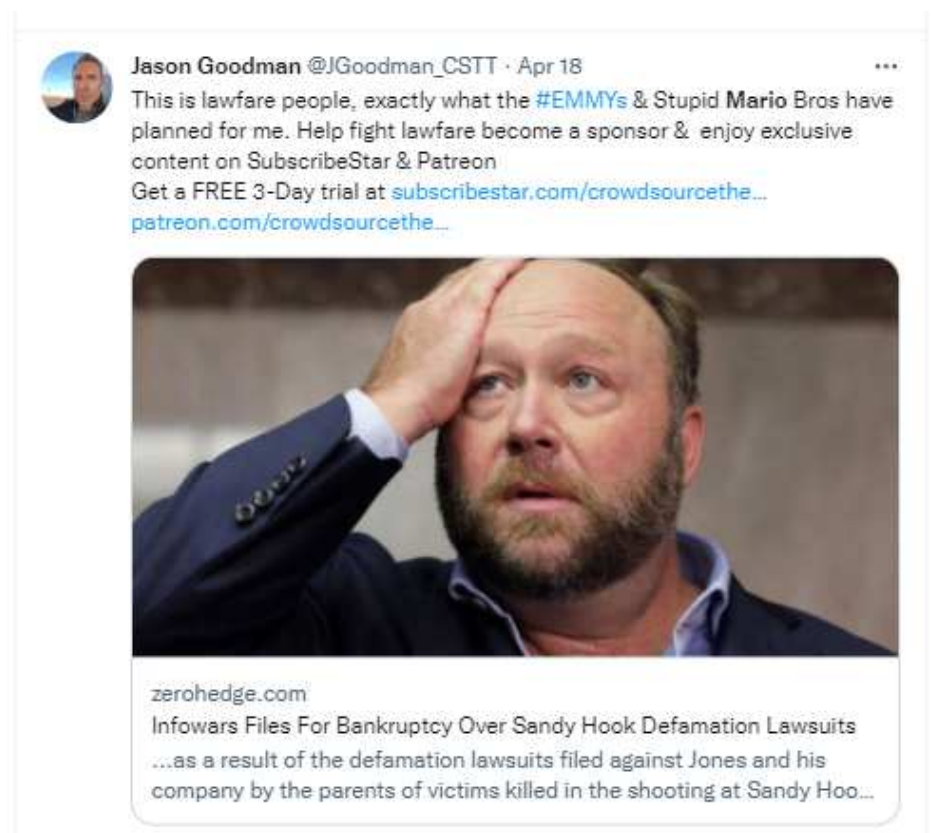 Jason Goodman @JGoodman_CSTT · Apr 18 ...
This is lawfare people, exactly what the #EMMYs & Stupid Mario Bros have
planned for me. Help fight lawfare become a sponsor & enjoy exclusive
content on SubscribeStar & Patreon
Get a FREE 3-Day trial at subscribestar.com/crowdsourcethe...
patreon.com/crowdsourcethe...
zerohedge.com
Infowars Files For Bankruptcy Over Sandy Hook Defamation Lawsuits
...as a result of the defamation lawsuits filed against Jones and his
company by the parents of victims killed in the shooting at Sandy Hoo...